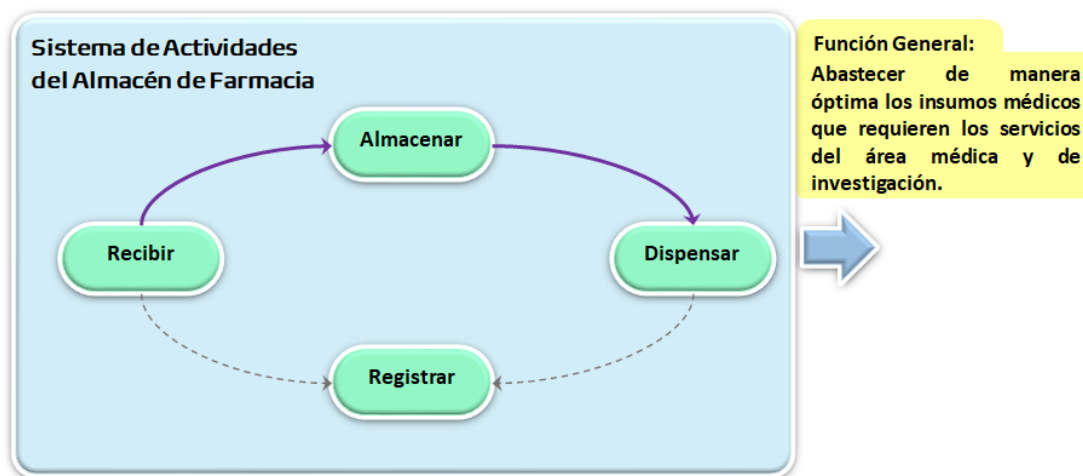 Sistema de Actividades
del Almacén de Farmacia
Almacenar
Recibir
Dispensar
Registrar
Función General:
Abastecer de manera
óptima los insumos médicos
que requieren los servicios
del área médica y de
investigación.